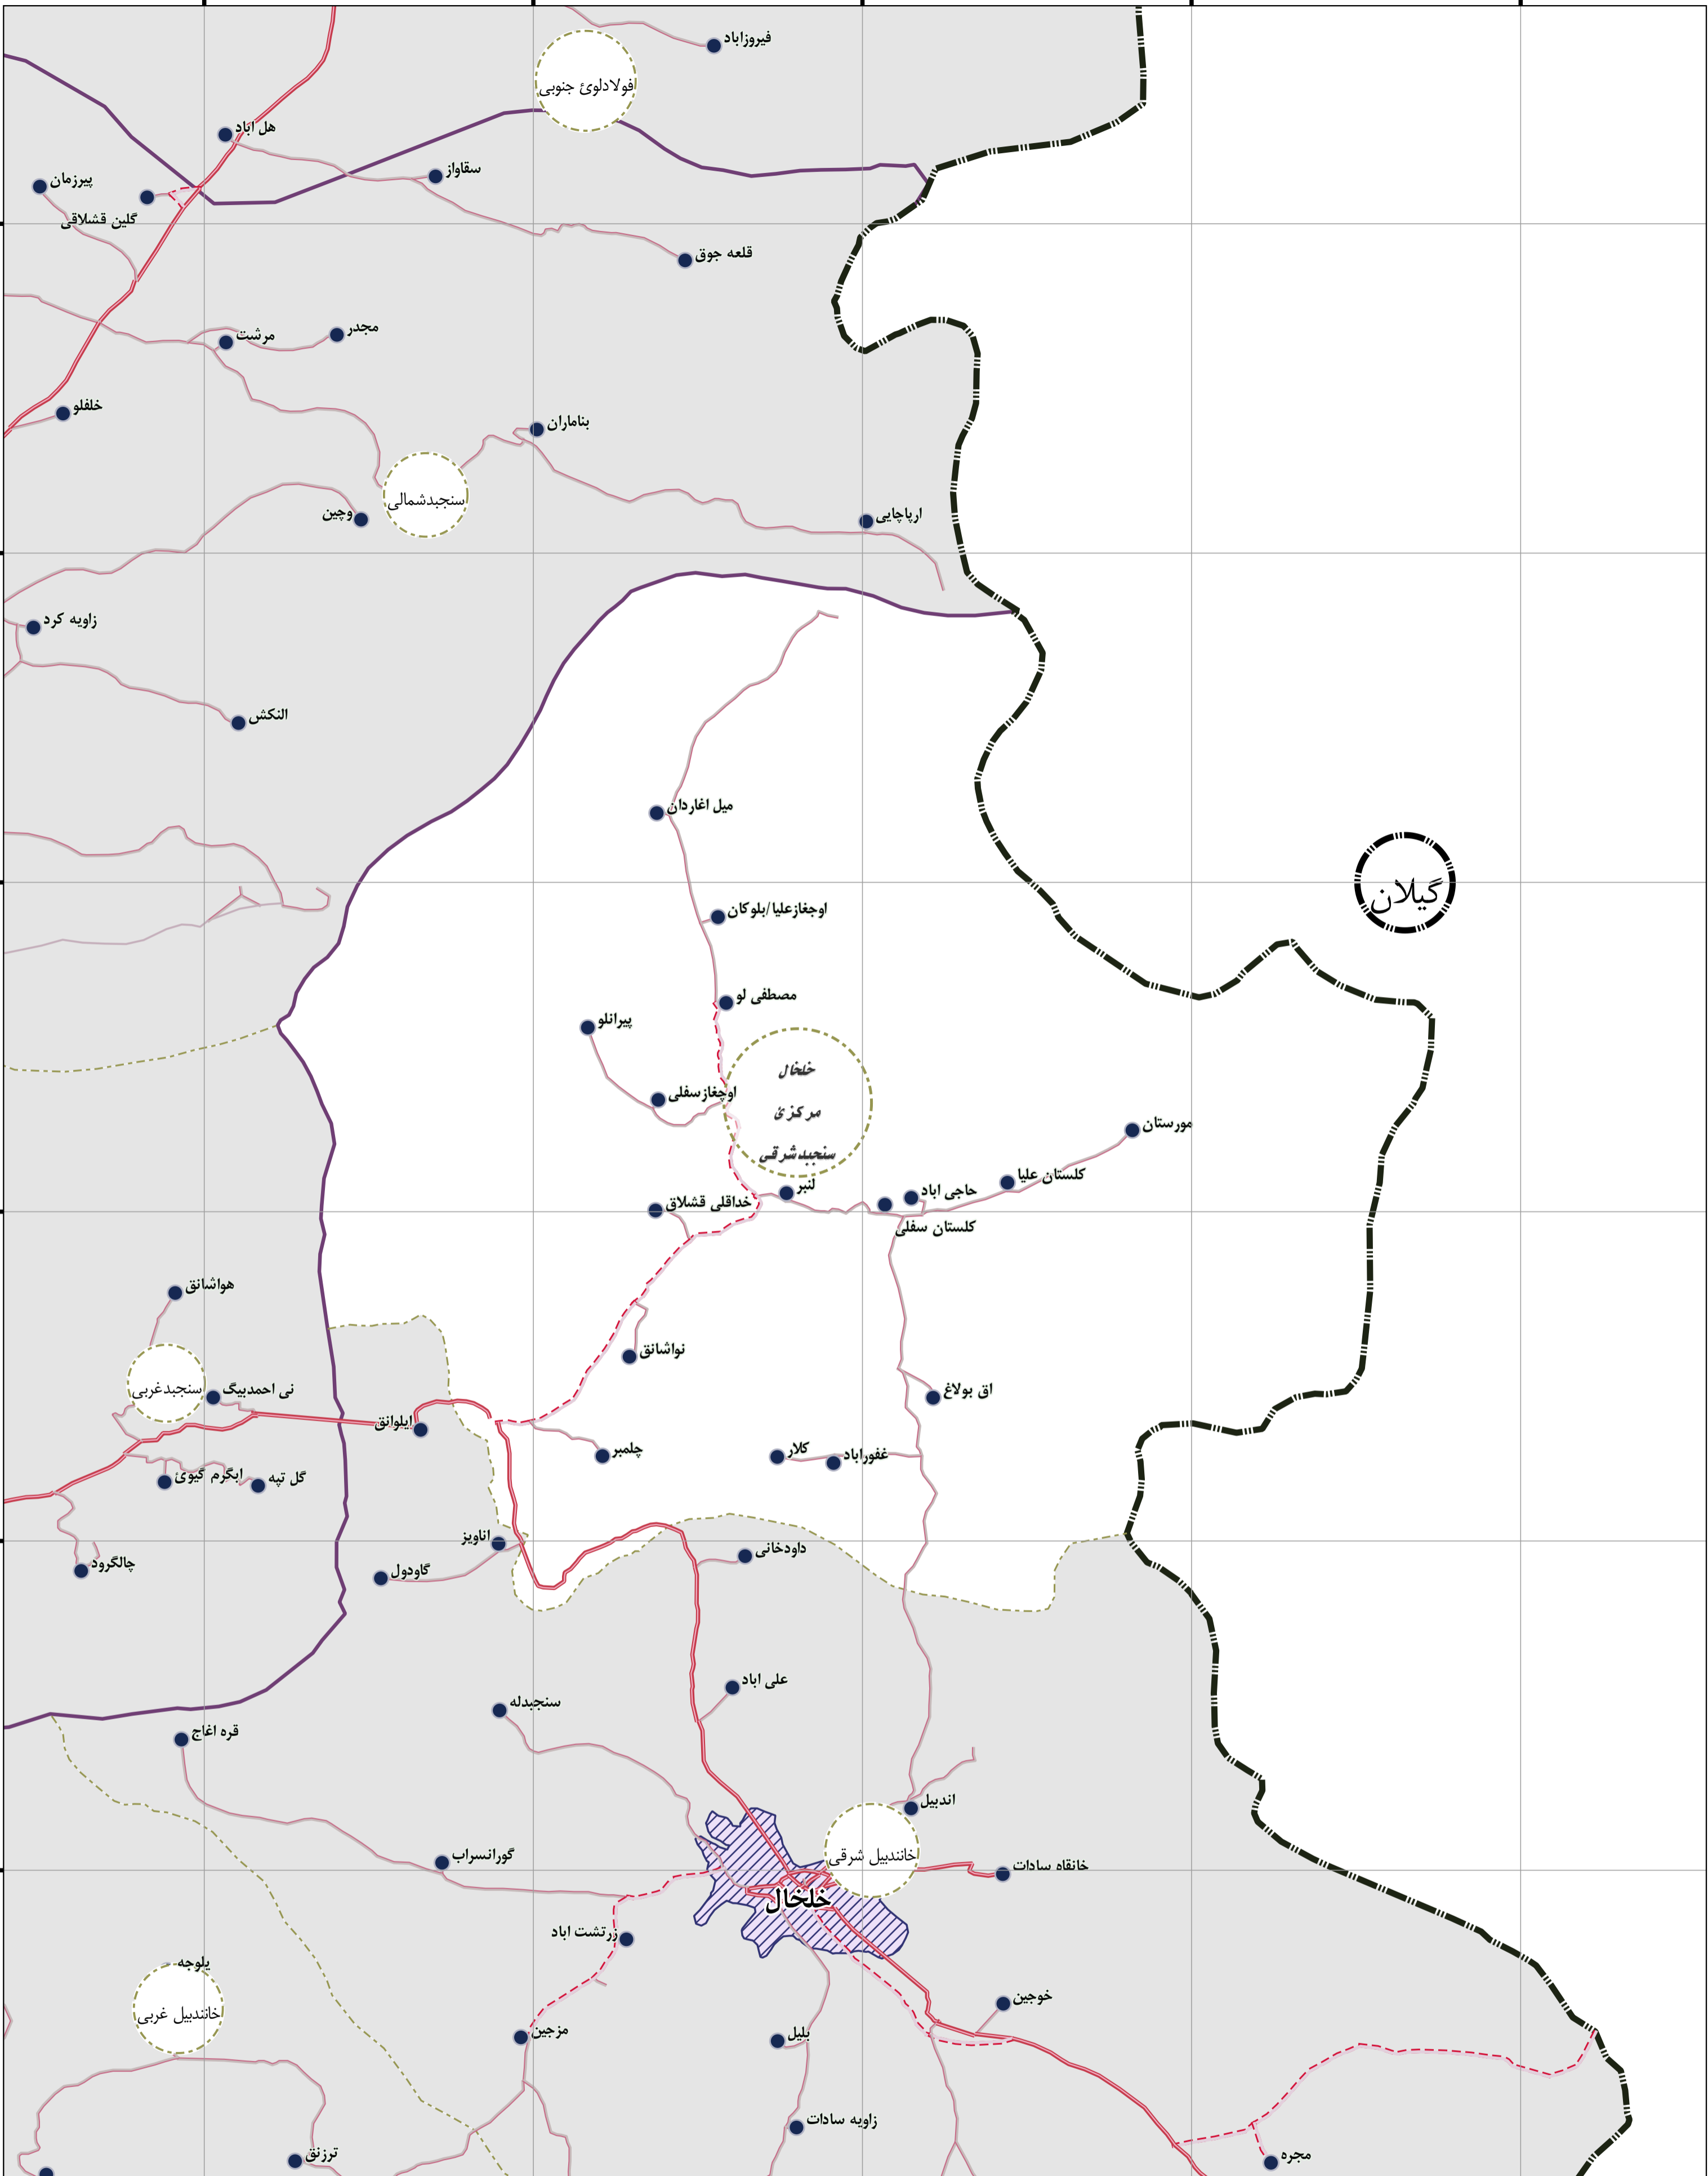 فیروزاباد
فولادلوئ جنوبی
هل اباد
سقاواز
پیرزمان
گلین قشلاقی
قلعه جوق
مجدر
مرشت
خلفلو
بناماران
سنجبدشمالی
وچین
ارپاچایی
زاویه کرد
النکش
میل اغاردان
گیلان
اوجغازعلیا/بلوکان
مصطفی لو
پیرانلو
خلخال
مرکزئ
سنجبدشرقی
اوچغازسفلی
مورستان
کلستان علیا
لنبر
حاجی اباد
خداقلی قشلاق
کلستان سفلی
هواشانق
نواشانق
سنجبدغربی
نی احمدبیگ
اق بولاغ
ایلوانق
چلمبر
کلار
غفوراباد
ابگرم گیوئ
گل تپه
اناویز
داودخانی
چالگرود
گاودول
علی اباد
سنجبدله
قره اغاج
اندبیل
گورانسراب
خانندبیل شرقی
خانقاه سادات
خلخال
زرتشت اباد
یلوجه
خانندبیل غربی
خوجین
مزجین
بلیل
زاویه سادات
ترزنق
مجره